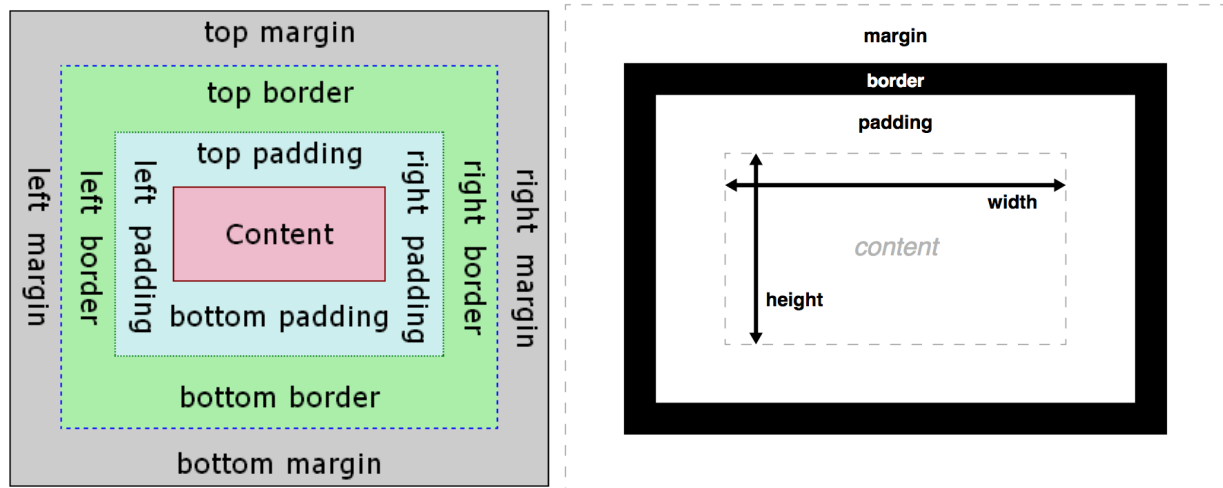 top margin
top border
top padding
left margin
left border
left padding
Content
right padding
right border
right margin
bottom padding
bottom border
bottom margin
margin
border
padding
width
content
height